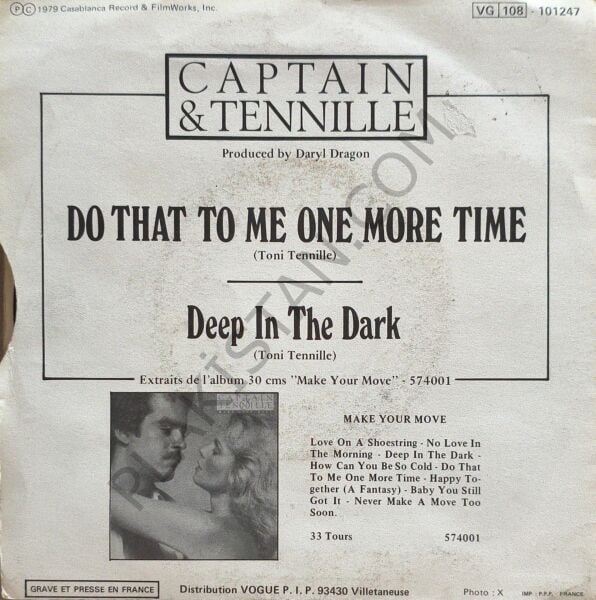 Ⓟ Ⓒ 1979 Casablanca Record & FilmWorks, Inc.
VG 108 - 101247
CAPTAIN
& TENNILLE
Produced by Daryl Dragon
DO THAT TO ME ONE MORE TIME
(Toni Tennille)
Deep In The Dark
(Toni Tennille)
Extraits de l'album 30 cms "Make Your Move" - 574001
CAPTAIN
& TENNILLE
MAKE YOUR MOVE
Love On A Shoestring - No Love In
The Morning - Deep In The Dark -
How Can You Be So Cold - Do That
To Me One More Time - Happy To-
gether (A Fantasy) - Baby You Still
Got It - Never Make A Move Too
Soon.
33 Tours 574001
GRAVE ET PRESSE EN FRANCE
Distribution VOGUE P. I. P. 93430 Villetaneuse
Photo : X
IMP : P.P.F. - FRANCE